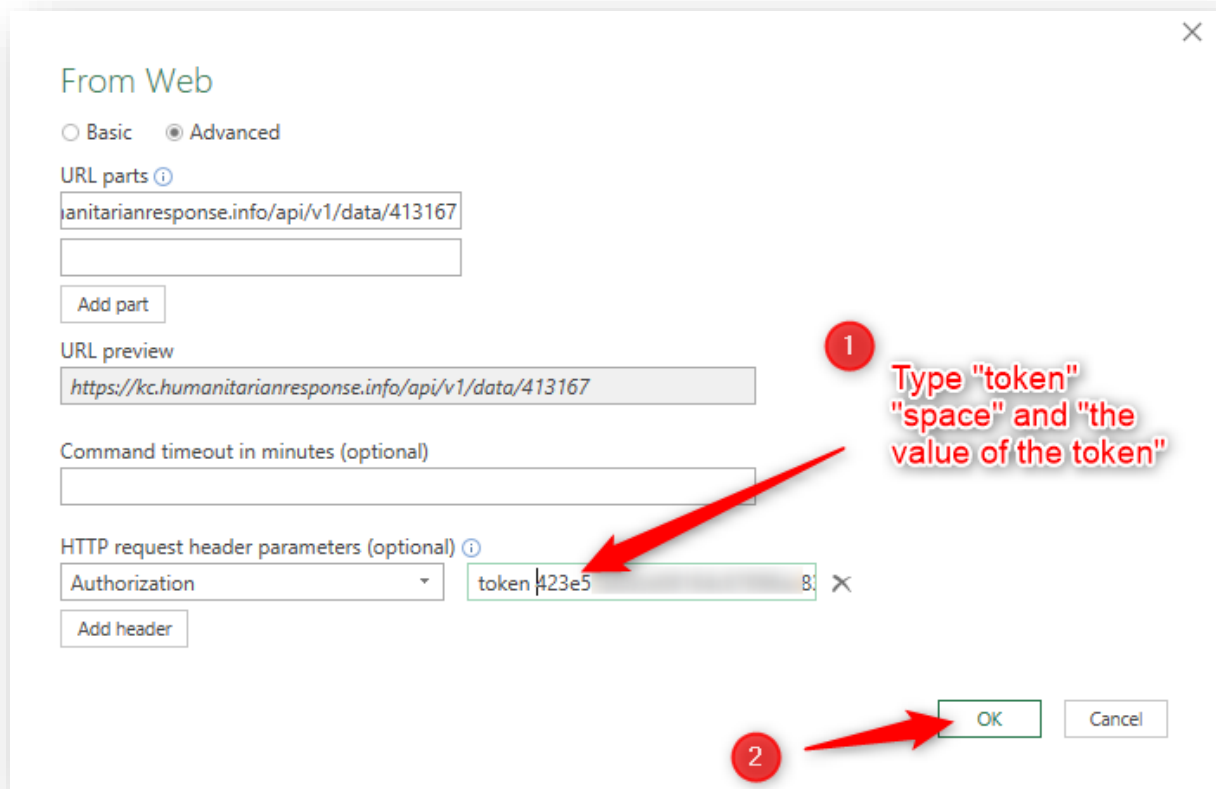 From Web
Basic Advanced
URL parts
anitarianresponse.info/api/v1/data/413167
Add part
URL preview
https://kc.humanitarianresponse.info/api/v1/data/413167
1
Type "token"
"space" and "the
value of the token"
Command timeout in minutes (optional)
HTTP request header parameters (optional)
Authorization token 423e5
Add header
OK Cancel
2